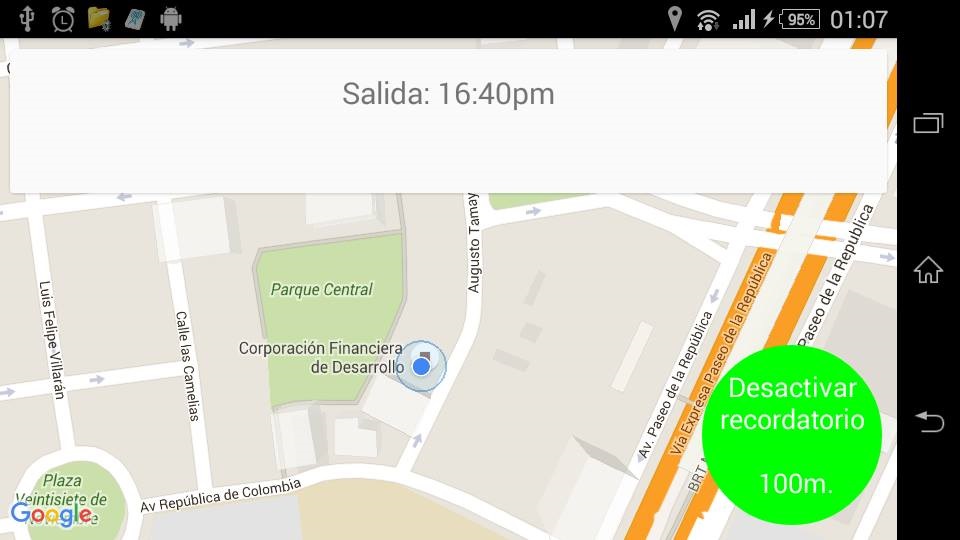 95% 01:07
Salida: 16:40pm
Augusto Tamay
Parque Central
Luis Felipe-Villarán
Calle las Camelias
Corporación Financiera
de Desarrollo
Av. Paseo de la República
Vía Expresa Paseo de la República
Paseo de la Republica
BRT
Desactivar
recordatorio
100m.
Plaza
Veintisiete de
Google
Av República de Colombia